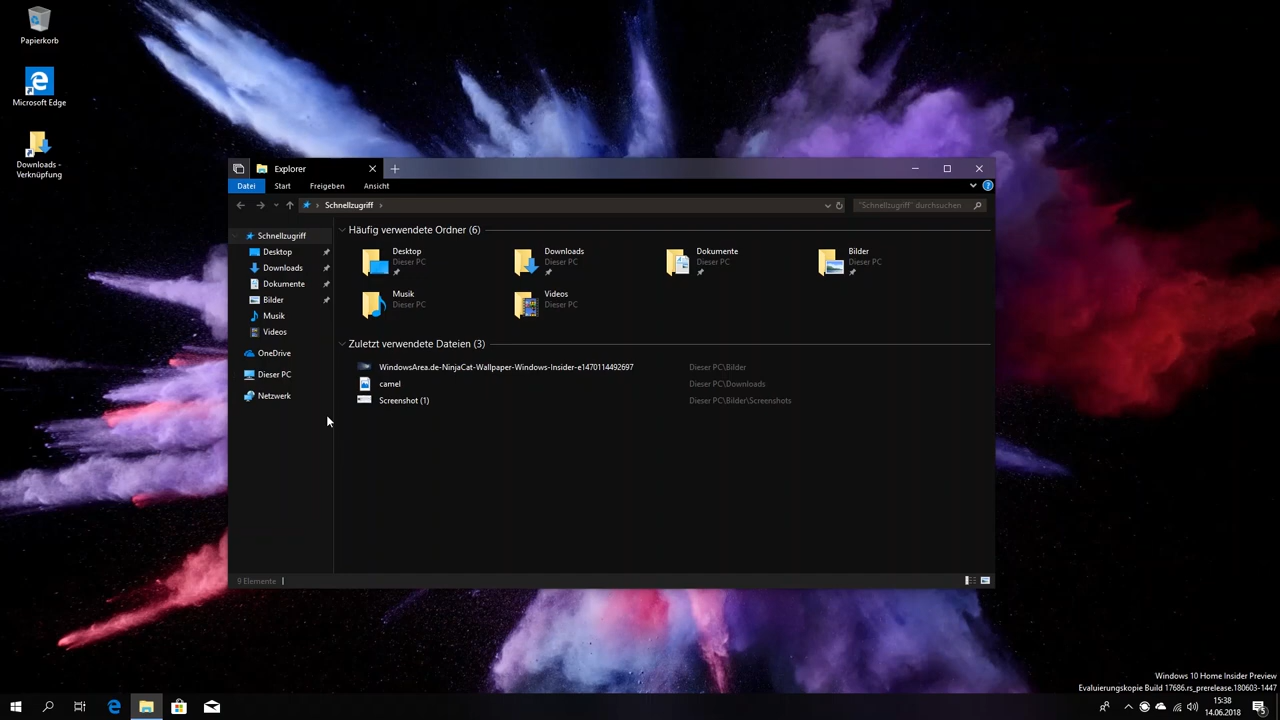 Papierkorb
Microsoft Edge
Downloads -
Verknüpfung
Explorer
Datei Start Freigeben Ansicht
Schnellzugriff
"Schnellzugriff" durchsuchen
Schnellzugriff
Desktop
Downloads
Dokumente
Bilder
Musik
Videos
OneDrive
Dieser PC
Netzwerk
Häufig verwendete Ordner (6)
Desktop
Dieser PC
Downloads
Dieser PC
Dokumente
Dieser PC
Bilder
Dieser PC
Musik
Dieser PC
Videos
Dieser PC
Zuletzt verwendete Dateien (3)
WindowsArea.de-NinjaCat-Wallpaper-Windows-Insider-e1470114492697 Dieser PC\Bilder
camel Dieser PC\Downloads
Screenshot (1) Dieser PC\Bilder\Screenshots
9 Elemente
Windows 10 Home Insider Preview
Evaluierungskopie Build 17686.rs_prerelease.180603-1447
15:38
14.06.2018